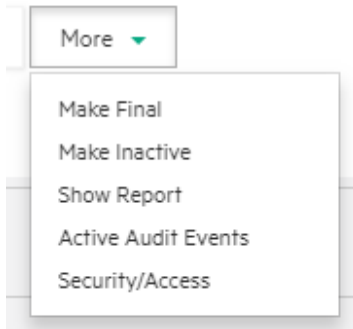 More
Make Final
Make Inactive
Show Report
Active Audit Events
Security/Access